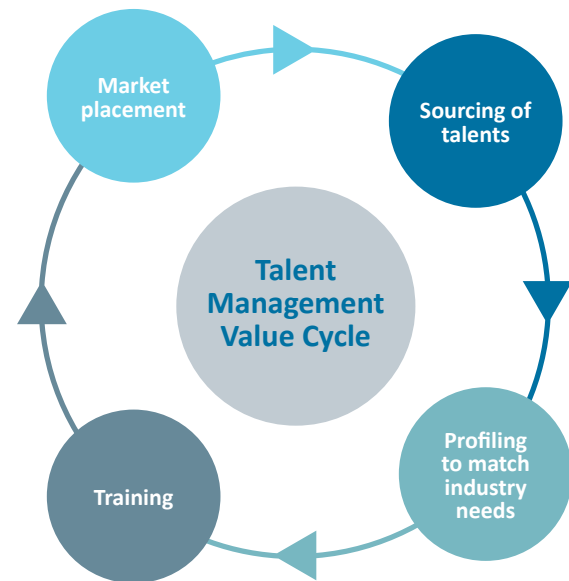 Market
placement
Sourcing of
talents
Talent
Management
Value Cycle
Profiling
to match
industry
needs
Training